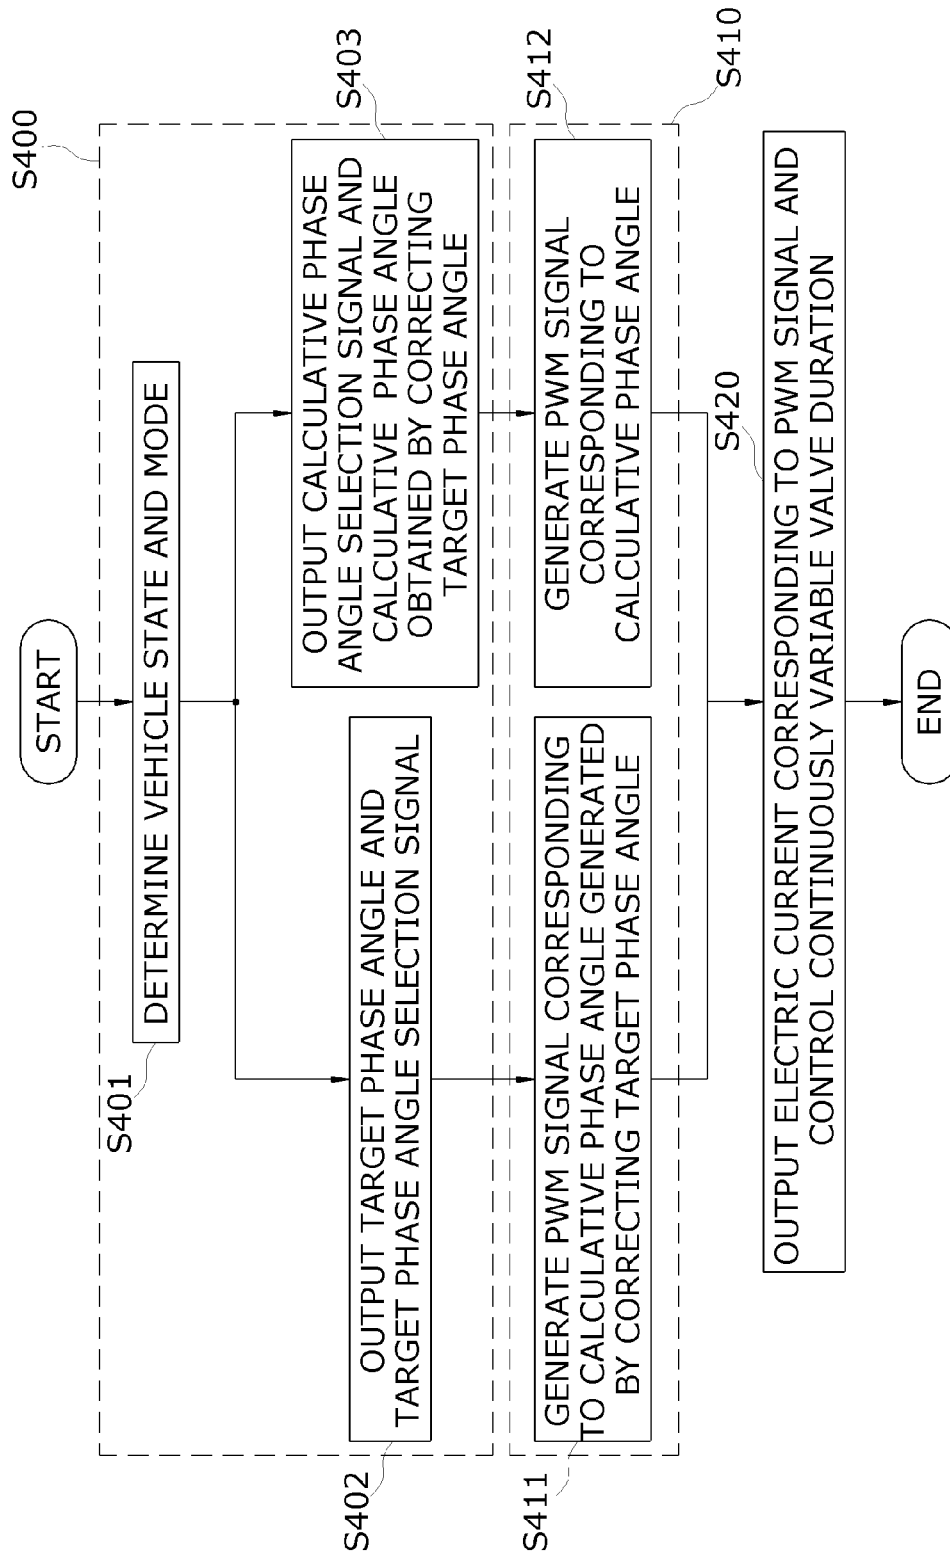 START
S400
S401
DETERMINE VEHICLE STATE AND MODE
S402
OUTPUT TARGET PHASE ANGLE AND
TARGET PHASE ANGLE SELECTION SIGNAL
S403
OUTPUT CALCULATIVE PHASE
ANGLE SELECTION SIGNAL AND
CALCULATIVE PHASE ANGLE
OBTAINED BY CORRECTING
TARGET PHASE ANGLE
S411
GENERATE PWM SIGNAL CORRESPONDING
TO CALCULATIVE PHASE ANGLE GENERATED
BY CORRECTING TARGET PHASE ANGLE
S412
GENERATE PWM SIGNAL
CORRESPONDING TO
CALCULATIVE PHASE ANGLE
S410
S420
OUTPUT ELECTRIC CURRENT CORRESPONDING TO PWM SIGNAL AND
CONTROL CONTINUOUSLY VARIABLE VALVE DURATION
END